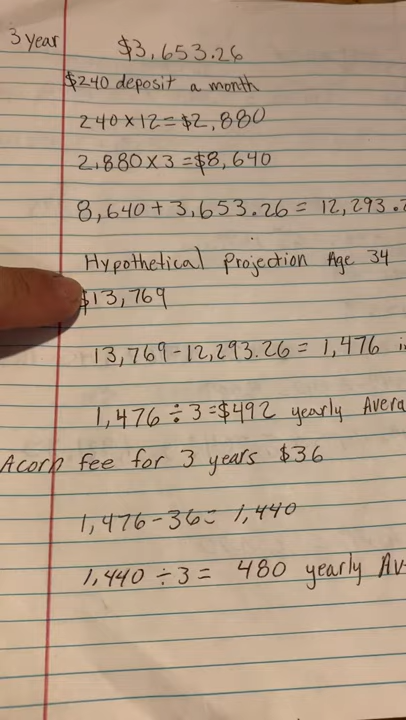 3 year $3,653.26
$240 deposit a month
240 x 12 = $2,880
2,880 x 3 = $8,640
8,640 + 3,653.26 = 12,293.
Hypothetical Projection Age 34
$13,769
13,769 - 12,293.26 = 1,476
1,476 ÷ 3 = $492 yearly
Acorn fee for 3 years $36
1,476 - 36 = 1,440
1,440 ÷ 3 = 480 yearly